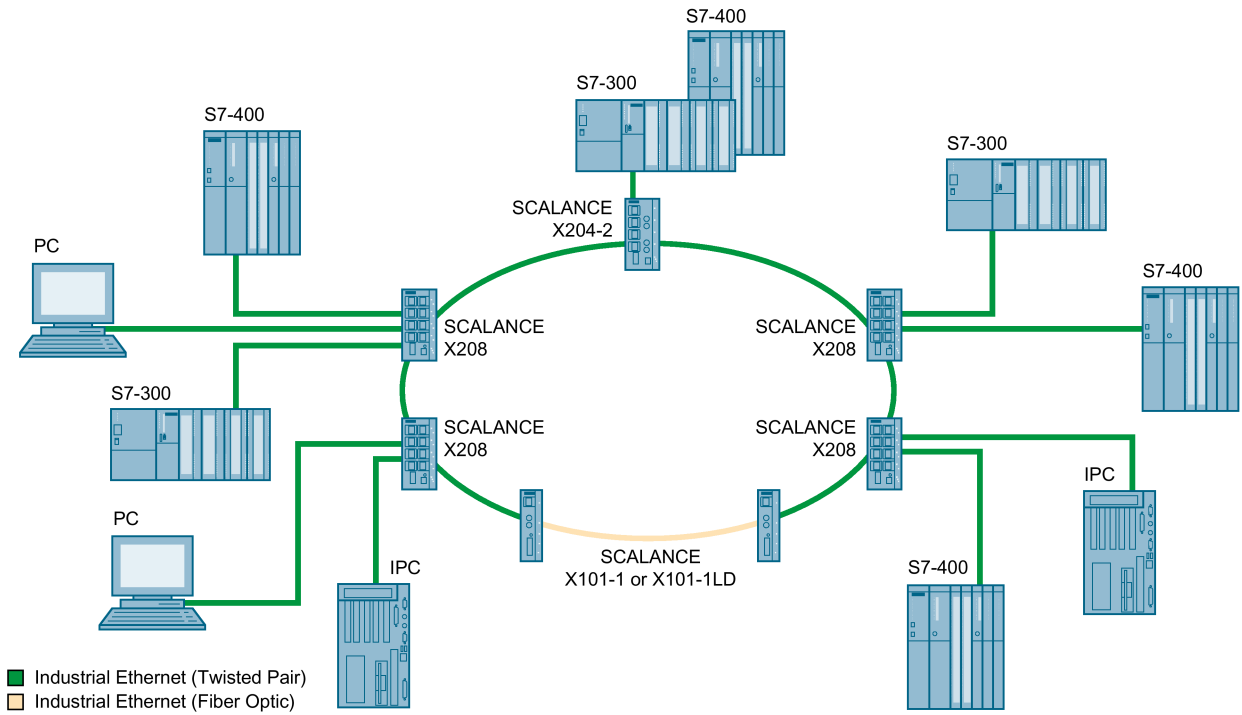 S7-400
S7-300
S7-400
S7-300
SCALANCE
X204-2
PC
S7-400
SCALANCE
X208
SCALANCE
X208
S7-300
SCALANCE
X208
SCALANCE
X208
IPC
PC
SCALANCE
X101-1 or X101-1LD
IPC
S7-400
Industrial Ethernet (Twisted Pair)
Industrial Ethernet (Fiber Optic)